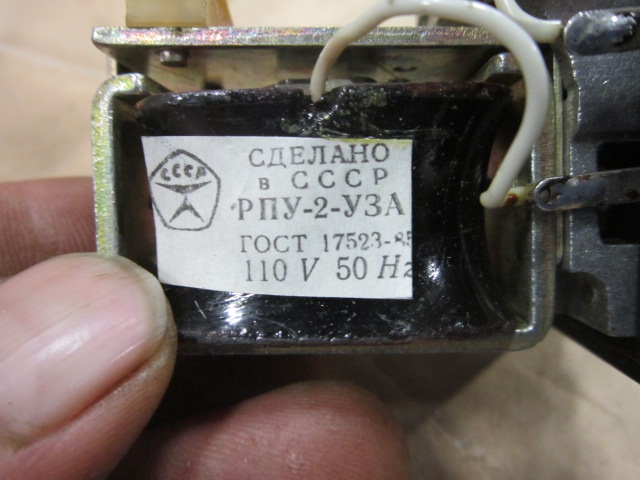 СССР
СДЕЛАНО
В СССР
РПУ-2-УЗА
ГОСТ 17523-85
110 V 50 Hz